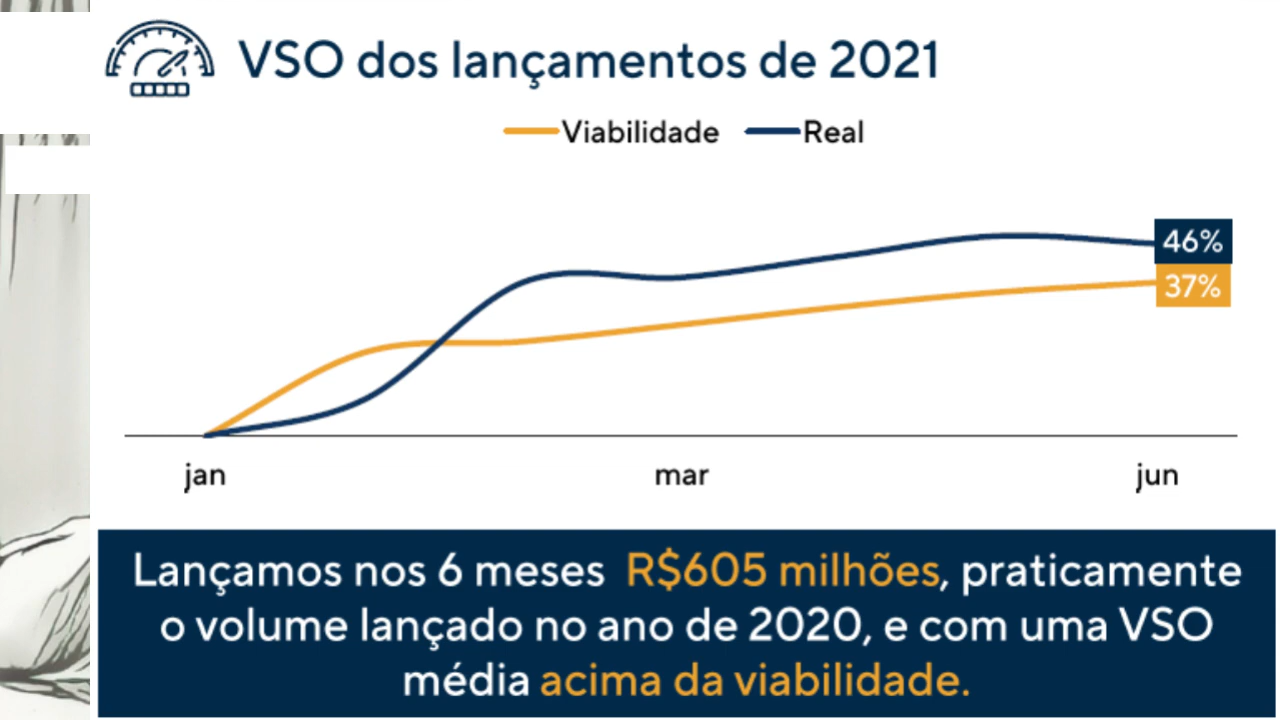 VSO dos lançamentos de 2021
Viabilidade Real
46%
37%
jan mar jun
Lançamos nos 6 meses R$605 milhões, praticamente
o volume lançado no ano de 2020, e com uma VSO
média acima da viabilidade.